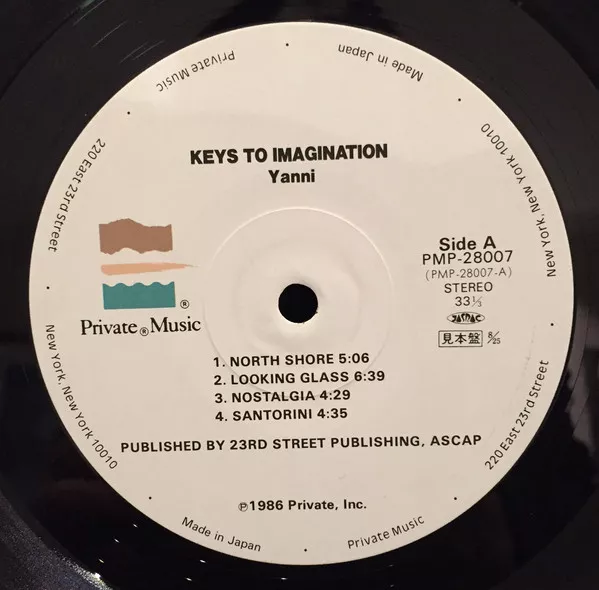 Private Music
Made in Japan
220 East 23rd Street
New York, New York 10010
KEYS TO IMAGINATION
Yanni
Side A
PMP-28007
(PMP-28007-A)
STEREO
33⅓
JASRAC
見本盤 8/25
®
Private® Music
1. NORTH SHORE 5:06
2. LOOKING GLASS 6:39
3. NOSTALGIA 4:29
4. SANTORINI 4:35
PUBLISHED BY 23RD STREET PUBLISHING, ASCAP
℗1986 Private, Inc.
New York, New York 10010
220 East 23rd Street
Made in Japan
Private Music